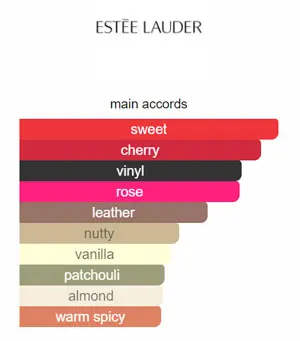 ESTĒE LAUDER
main accords
sweet
cherry
vinyl
rose
leather
nutty
vanilla
patchouli
almond
warm spicy